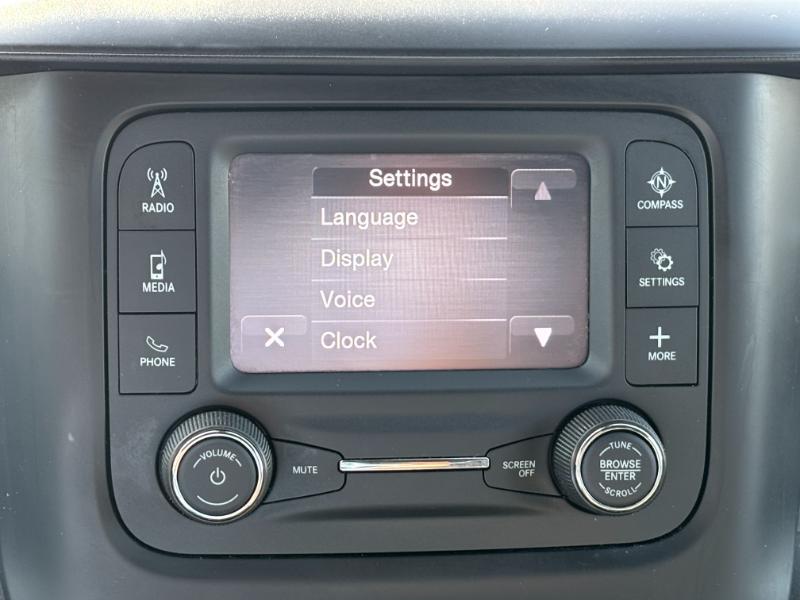 RADIO
MEDIA
PHONE
Settings
Language
Display
Voice
Clock
N
COMPASS
SETTINGS
MORE
VOLUME
MUTE
SCREEN
OFF
TUNE
BROWSE
ENTER
SCROLL